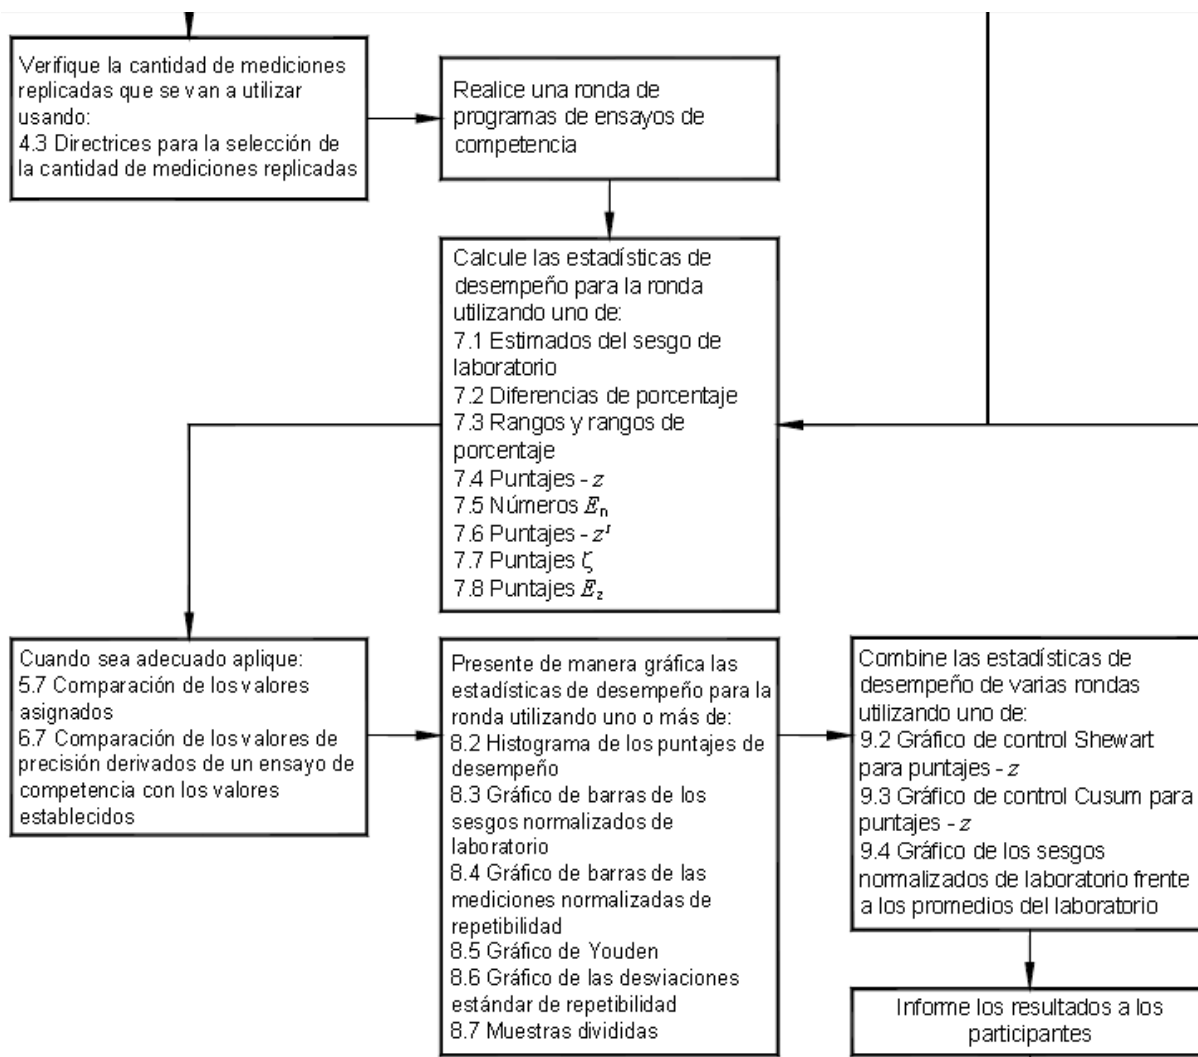 Verifique la cantidad de mediciones
replicadas que se van a utilizar
usando:
4.3 Directrices para la selección de
la cantidad de mediciones replicadas
Realice una ronda de
programas de ensayos de
competencia
Calcule las estadísticas de
desempeño para la ronda
utilizando uno de:
7.1 Estimados del sesgo de
laboratorio
7.2 Diferencias de porcentaje
7.3 Rangos y rangos de
porcentaje
7.4 Puntajes - z
7.5 Números Eₙ
7.6 Puntajes - z'
7.7 Puntajes ζ
7.8 Puntajes E_z
Cuando sea adecuado aplique:
5.7 Comparación de los valores
asignados
6.7 Comparación de los valores de
precisión derivados de un ensayo de
competencia con los valores
establecidos
Presente de manera gráfica las
estadísticas de desempeño para la
ronda utilizando uno o más de:
8.2 Histograma de los puntajes de
desempeño
8.3 Gráfico de barras de los
sesgos normalizados de
laboratorio
8.4 Gráfico de barras de las
mediciones normalizadas de
repetibilidad
8.5 Gráfico de Youden
8.6 Gráfico de las desviaciones
estándar de repetibilidad
8.7 Muestras divididas
Combine las estadísticas de
desempeño de varias rondas
utilizando uno de:
9.2 Gráfico de control Shewart
para puntajes - z
9.3 Gráfico de control Cusum para
puntajes - z
9.4 Gráfico de los sesgos
normalizados de laboratorio frente
a los promedios del laboratorio
Informe los resultados a los
participantes